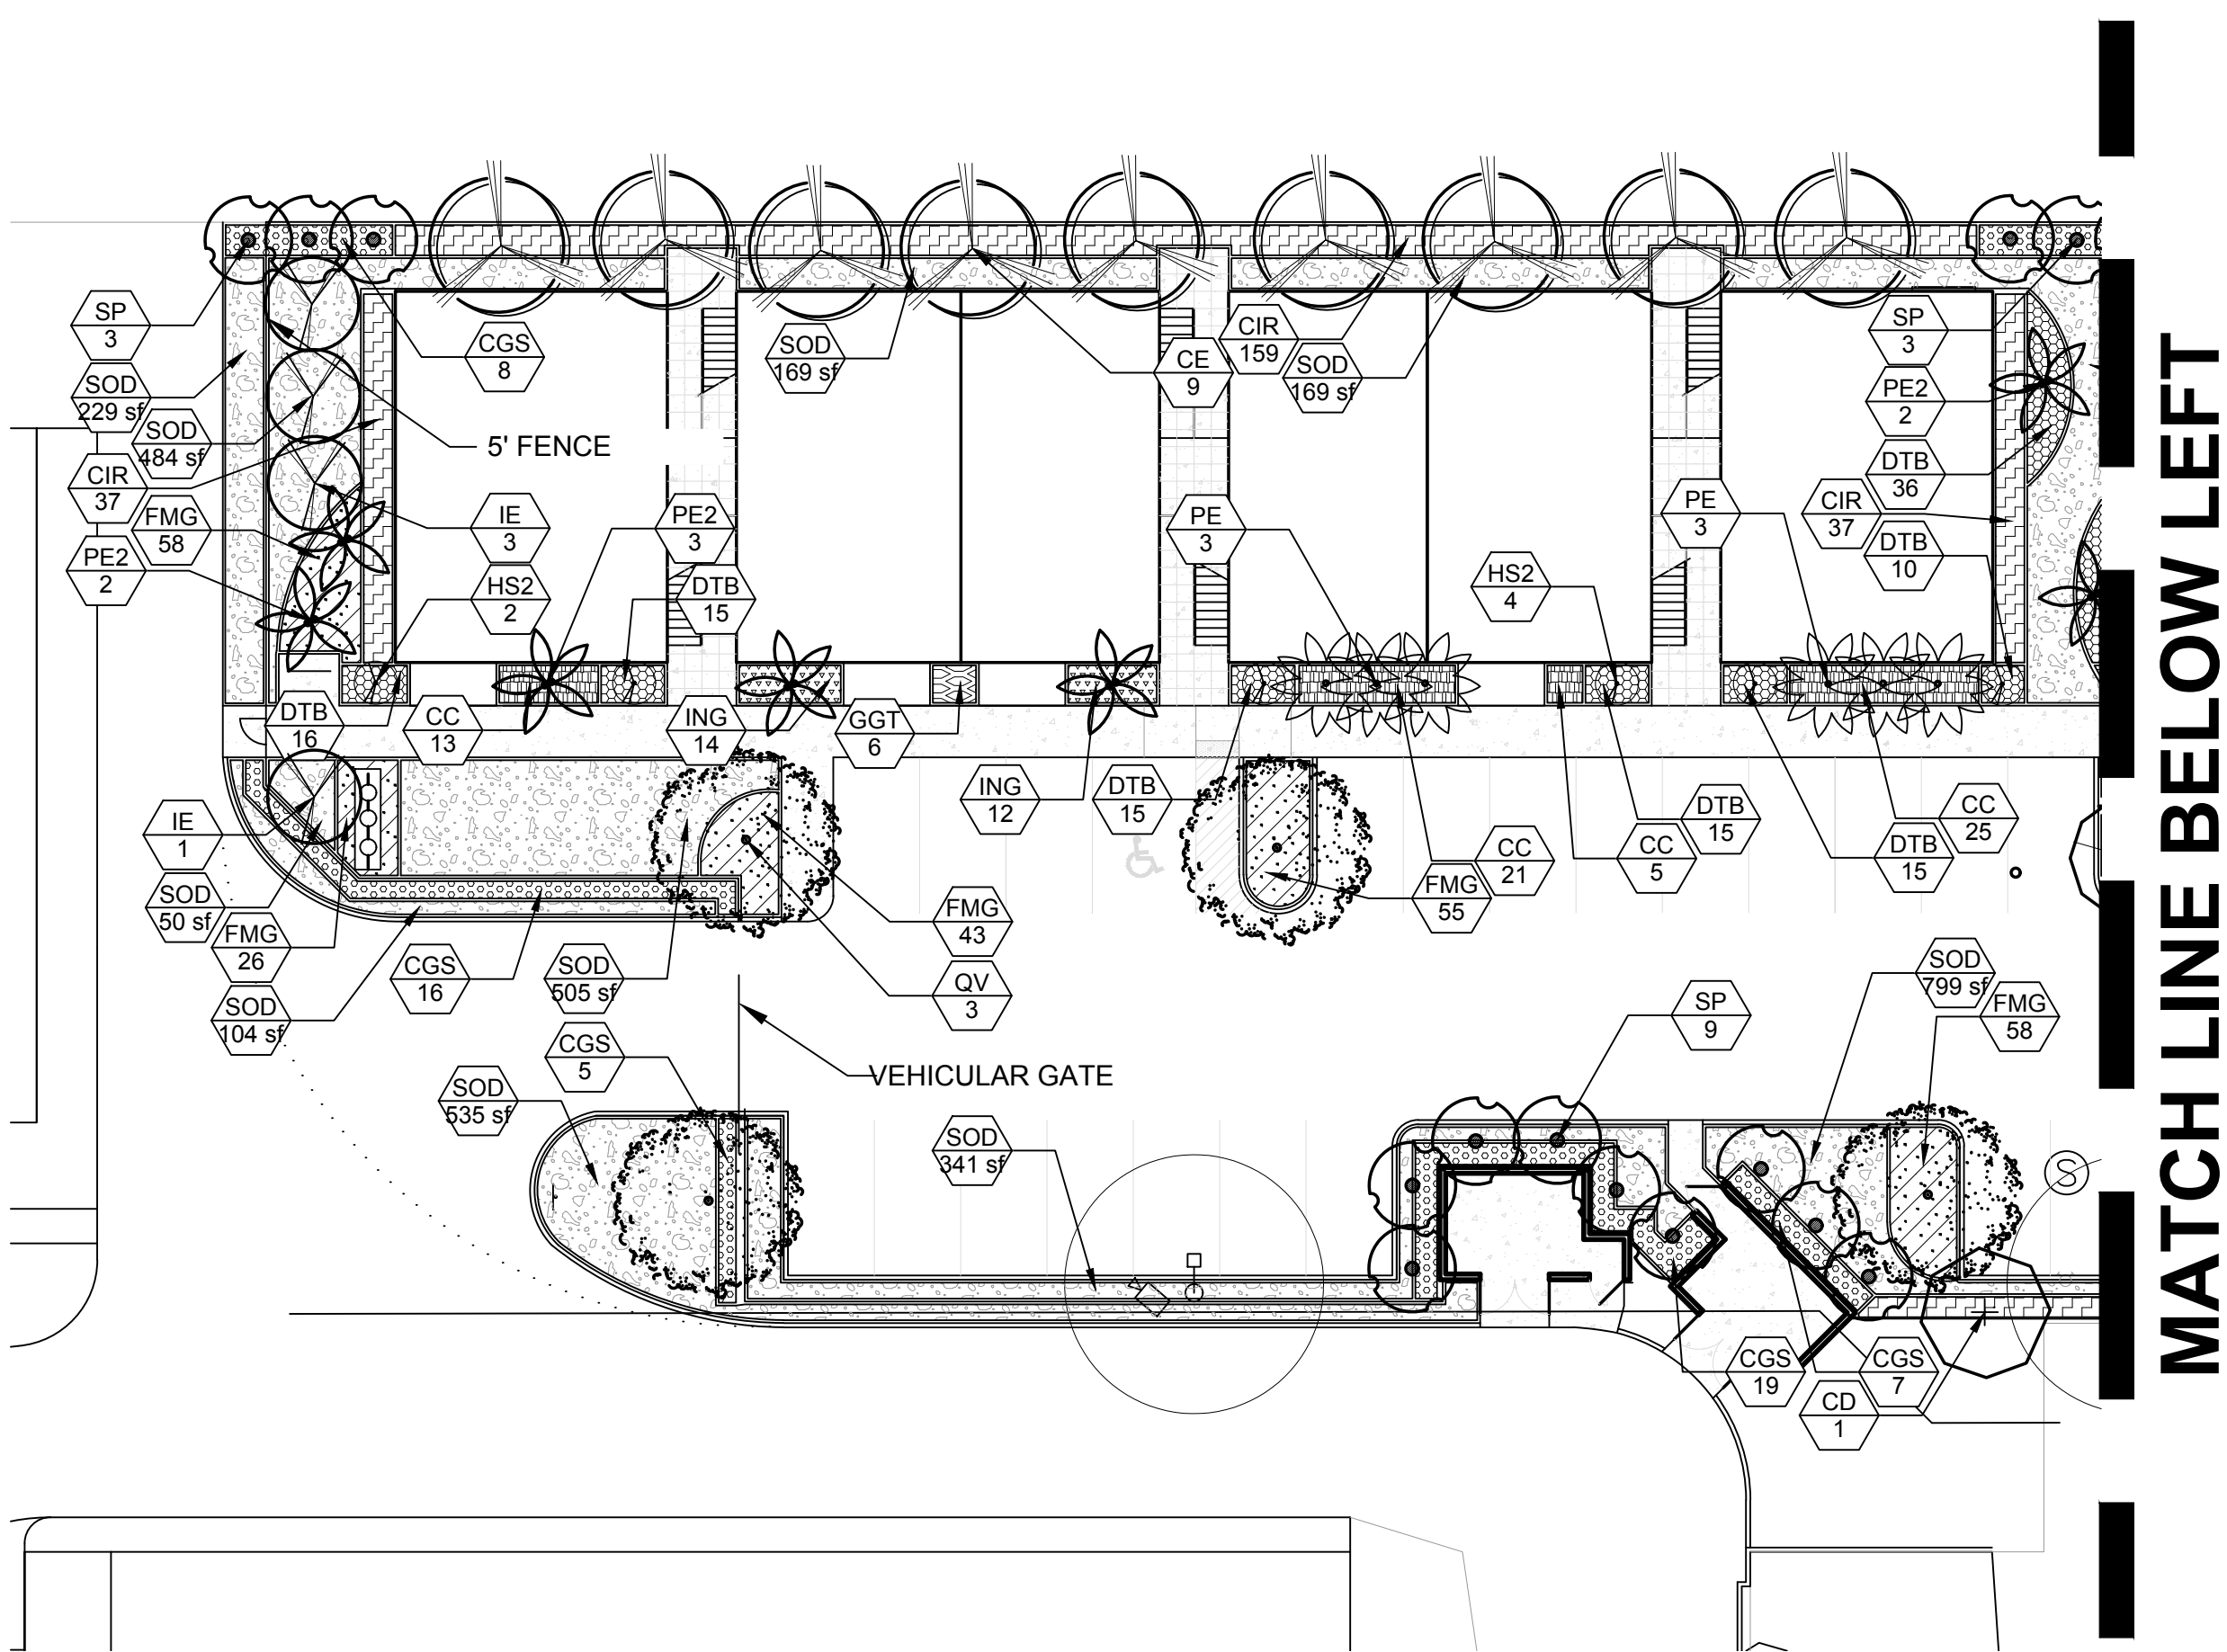 SP
3
SOD
229 sf
SOD
484 sf
CIR
37
FMG
58
PE2
2
CGS
8
5' FENCE
IE
3
HS2
2
PE2
3
DTB
15
SOD
169 sf
CE
9
CIR
159
SOD
169 sf
PE
3
HS2
4
PE
3
SP
3
PE2
2
DTB
36
CIR
37
DTB
10
DTB
16
CC
13
ING
14
GGT
6
ING
12
DTB
15
CC
21
FMG
55
CC
5
DTB
15
DTB
15
CC
25
IE
1
SOD
50 sf
FMG
26
SOD
104 sf
CGS
16
SOD
505 sf
FMG
43
QV
3
CGS
5
SOD
535 sf
VEHICULAR GATE
SOD
341 sf
SP
9
SOD
799 sf
FMG
58
S
CGS
19
CGS
7
CD
1
MATCH LINE BELOW LEFT